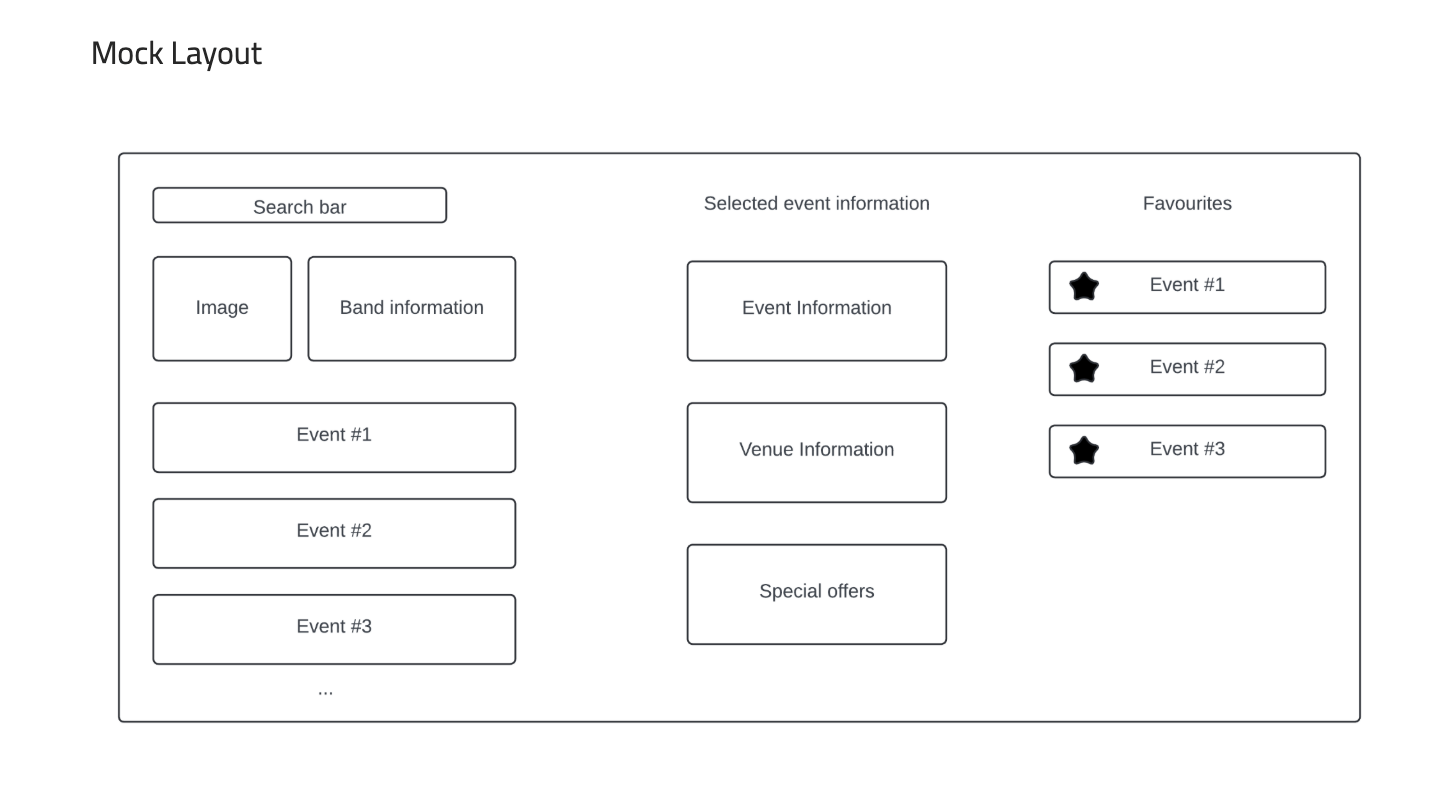 Mock Layout
Search bar
Image
Band information
Event #1
Event #2
Event #3
...
Selected event information
Event Information
Venue Information
Special offers
Favourites
Event #1
Event #2
Event #3